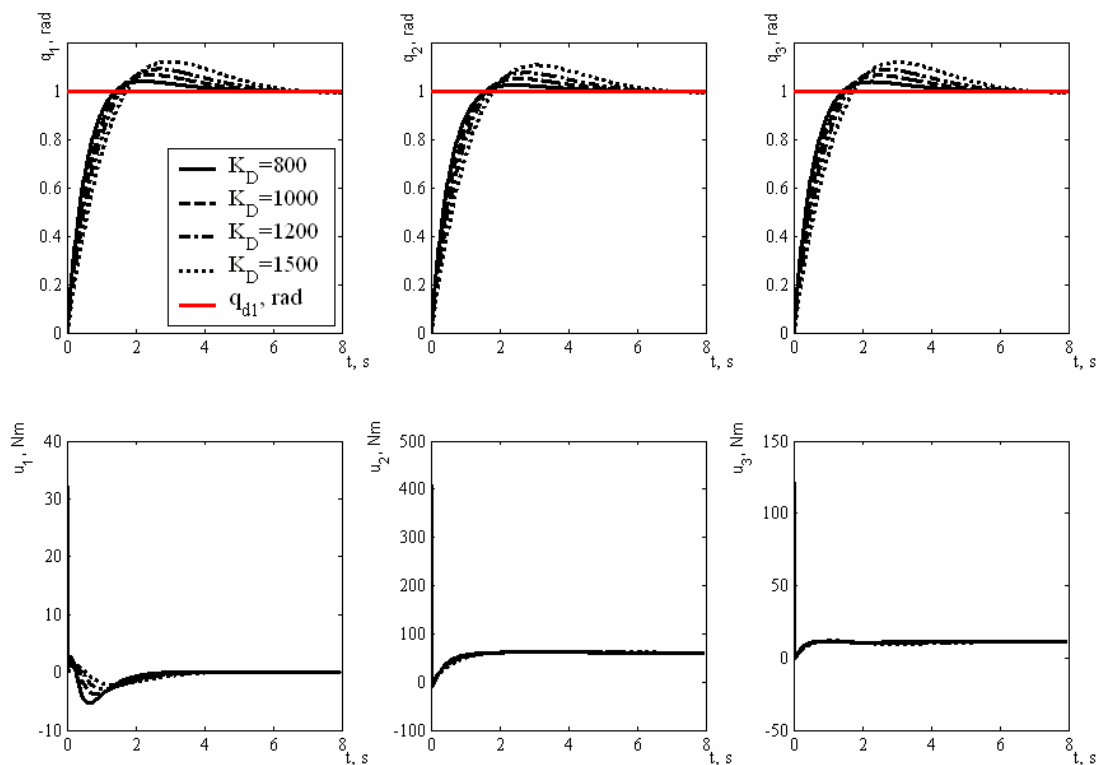 q1, rad
1
0.8
0.6
0.4
0.2
0
0 2 4 6 8
t, s
KD=800
KD=1000
KD=1200
KD=1500
qd1, rad
q2, rad
1
0.8
0.6
0.4
0.2
0
0 2 4 6 8
t, s
q3, rad
1
0.8
0.6
0.4
0.2
0
0 2 4 6 8
t, s
u1, Nm
40
30
20
10
0
-10
0 2 4 6 8
t, s
u2, Nm
500
400
300
200
100
0
-100
0 2 4 6 8
t, s
u3, Nm
150
100
50
0
-50
0 2 4 6 8
t, s